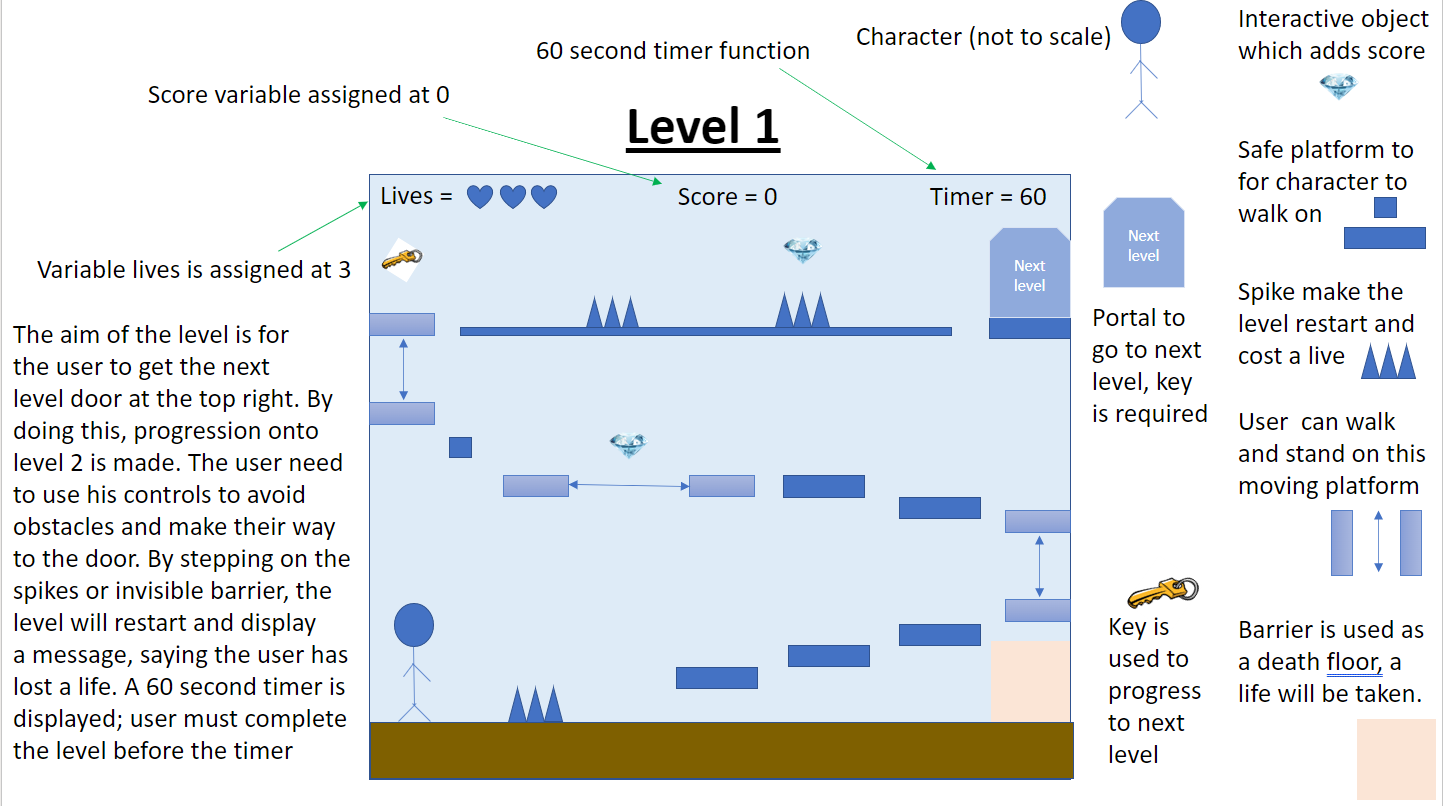 Interactive object
which adds score
Character (not to scale)
60 second timer function
Score variable assigned at 0
Level 1
Safe platform to
for character to
walk on
Lives =
Score = 0
Timer = 60
Variable lives is assigned at 3
Next
level
Next
level
Spike make the
level restart and
cost a live
Portal to
go to next
level, key
is required
The aim of the level is for
the user to get the next
level door at the top right. By
doing this, progression onto
level 2 is made. The user need
to use his controls to avoid
obstacles and make their way
to the door. By stepping on the
spikes or invisible barrier, the
level will restart and display
a message, saying the user has
lost a life. A 60 second timer is
displayed; user must complete
the level before the timer
User  can walk
and stand on this
moving platform
Key is
used to
progress
to next
level
Barrier is used as
a death floor, a
life will be taken.